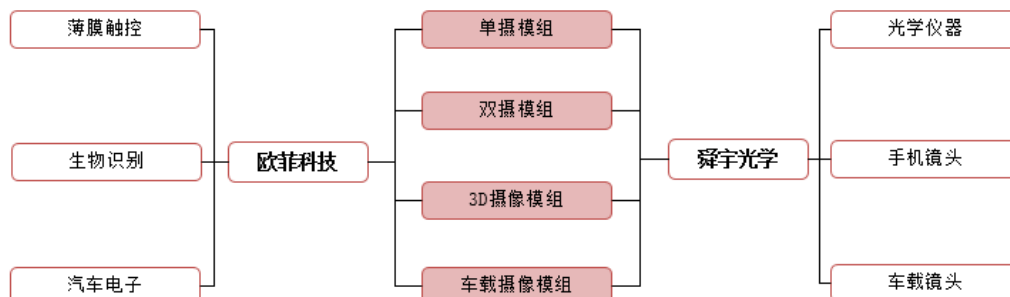 薄膜触控
单摄模组
光学仪器
双摄模组
生物识别
欧菲科技
舜宇光学
手机镜头
3D摄像模组
汽车电子
车载摄像模组
车载镜头